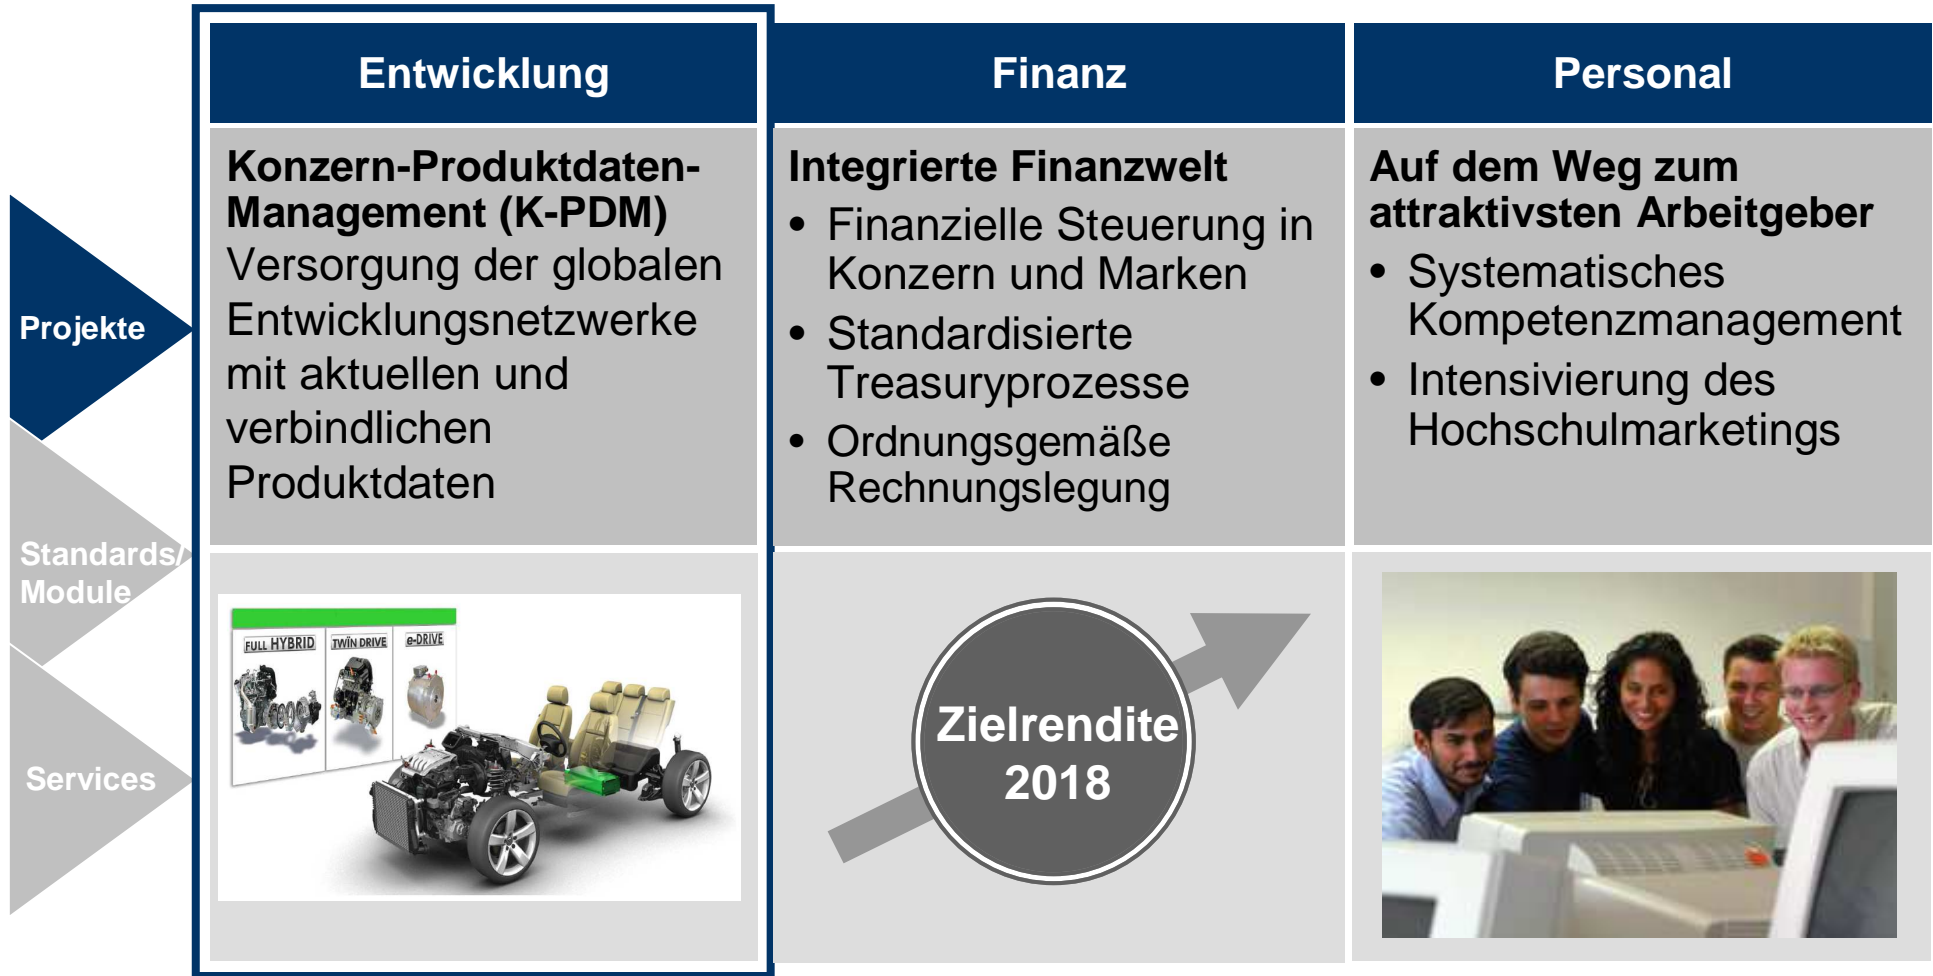 Entwicklung
Finanz
Personal
Projekte
Standards/
Module
Services
Konzern-Produktdaten-
Management (K-PDM)
Versorgung der globalen
Entwicklungsnetzwerke
mit aktuellen und
verbindlichen
Produktdaten
Integrierte Finanzwelt
• Finanzielle Steuerung in
Konzern und Marken
• Standardisierte
Treasuryprozesse
• Ordnungsgemäße
Rechnungslegung
Auf dem Weg zum
attraktivsten Arbeitgeber
• Systematisches
Kompetenzmanagement
• Intensivierung des
Hochschulmarketings
FULL HYBRID
TWIN DRIVE
e-DRIVE
Zielrendite
2018